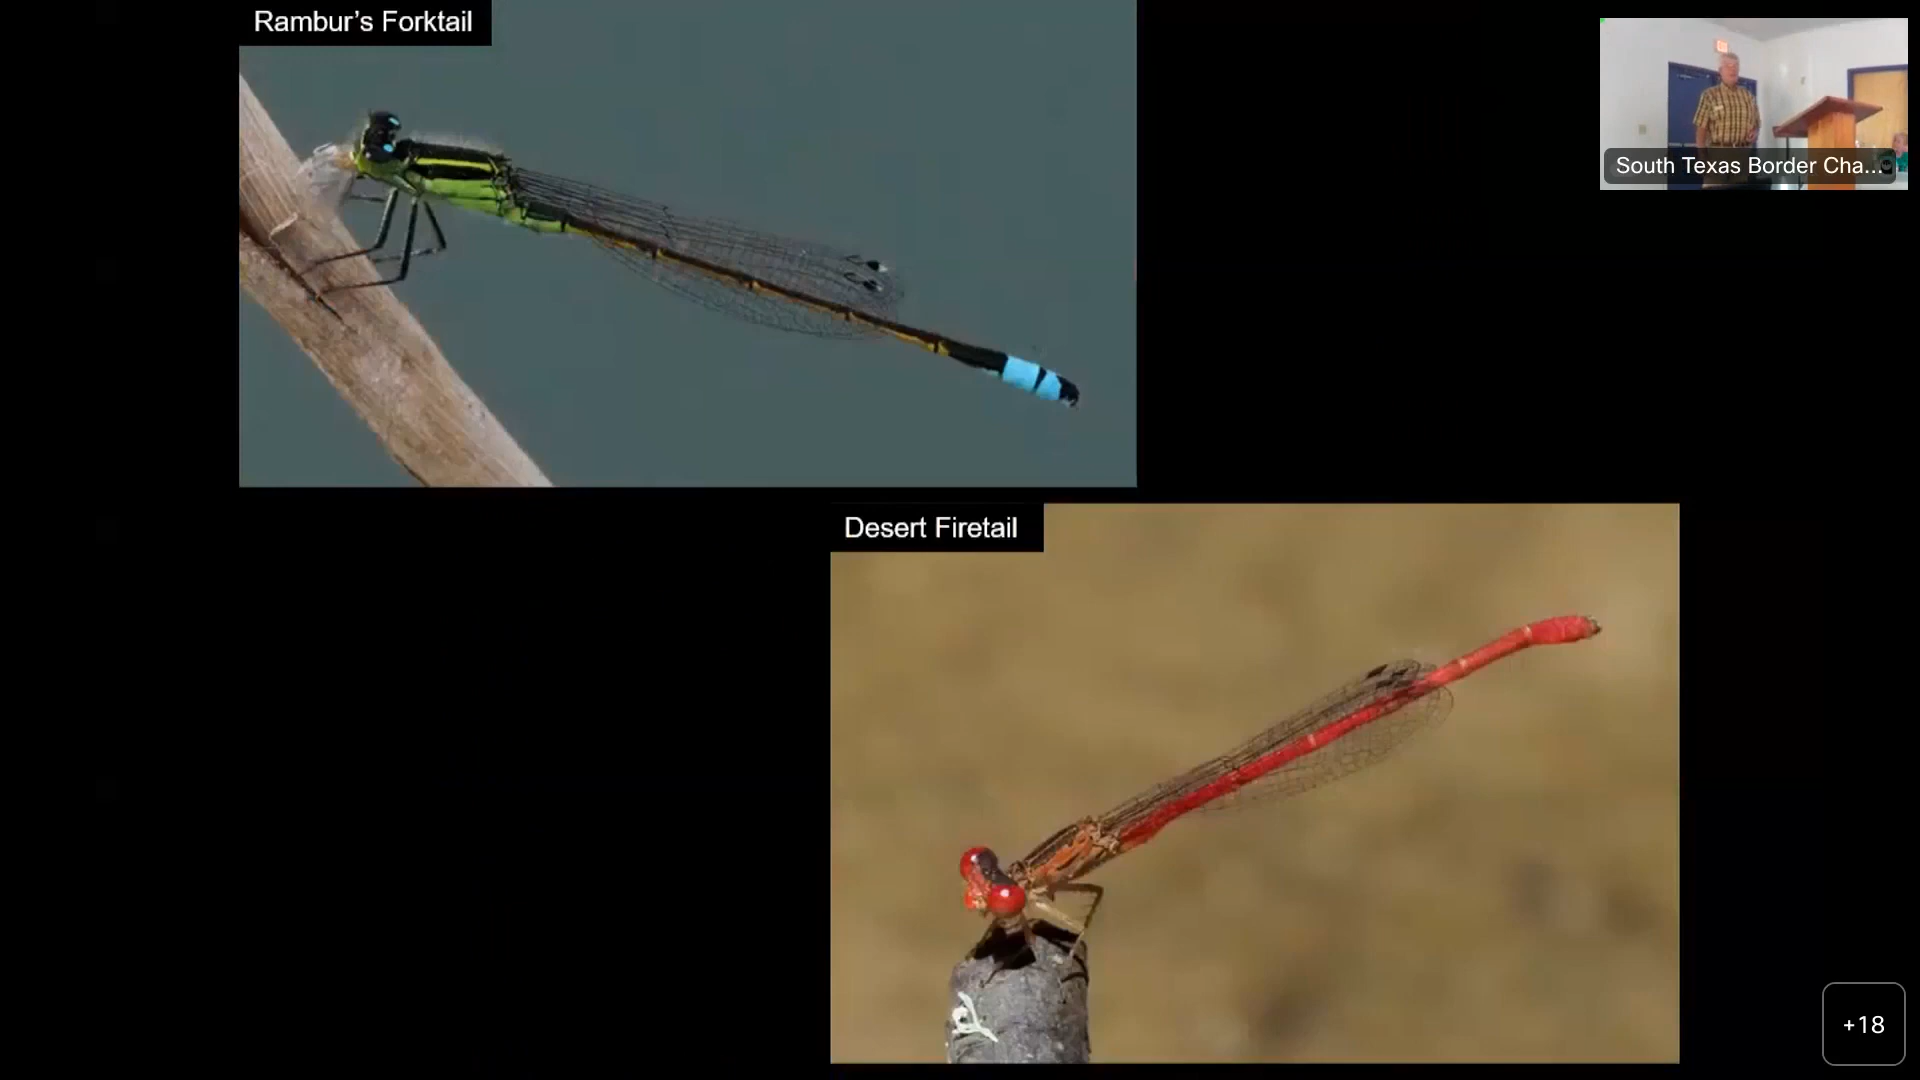 Rambur's Forktail
South Texas Border Cha...
Desert Firetail
+18